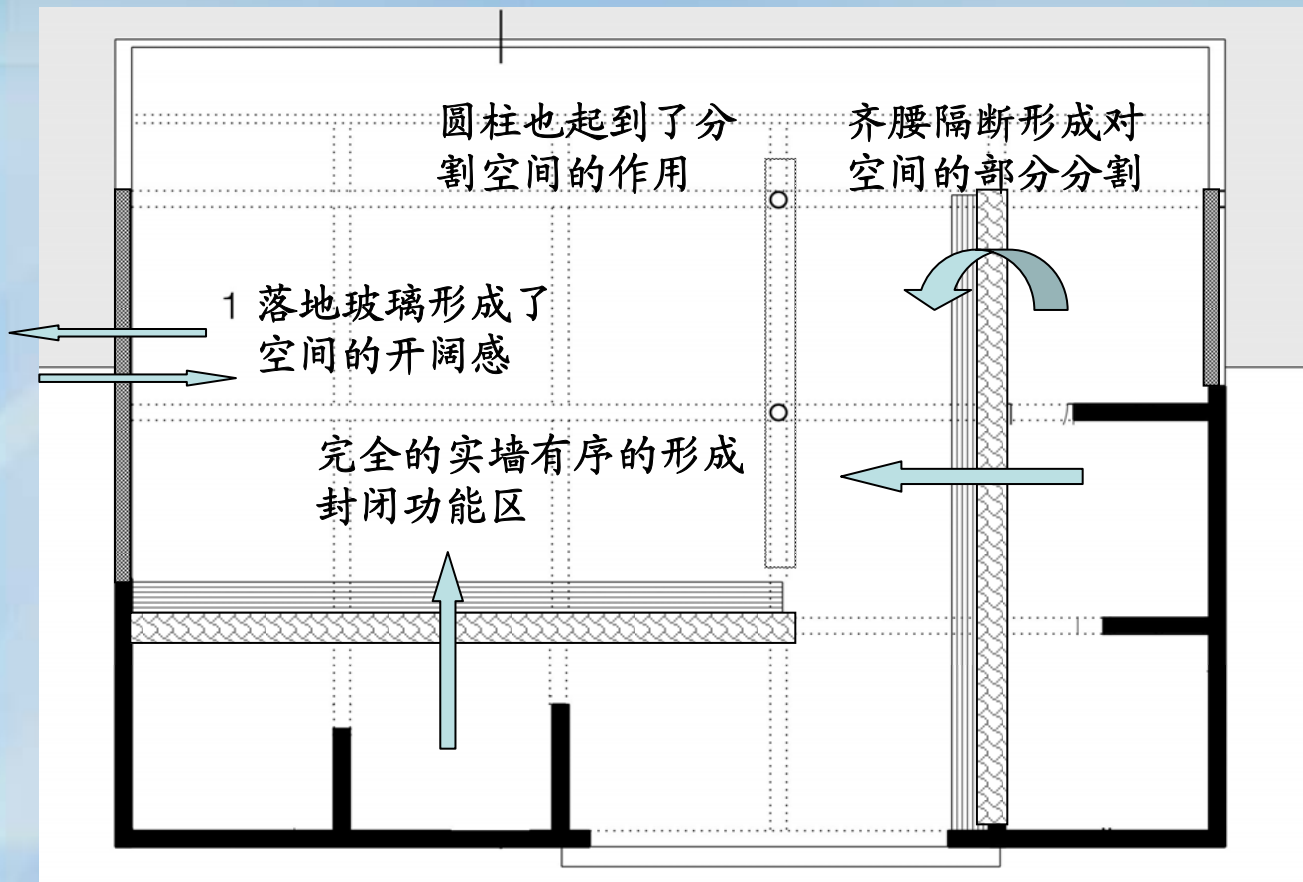 圆柱也起到了分
割空间的作用
齐腰隔断形成对
空间的部分分割
1 落地玻璃形成了
空间的开阔感
完全的实墙有序的形成
封闭功能区